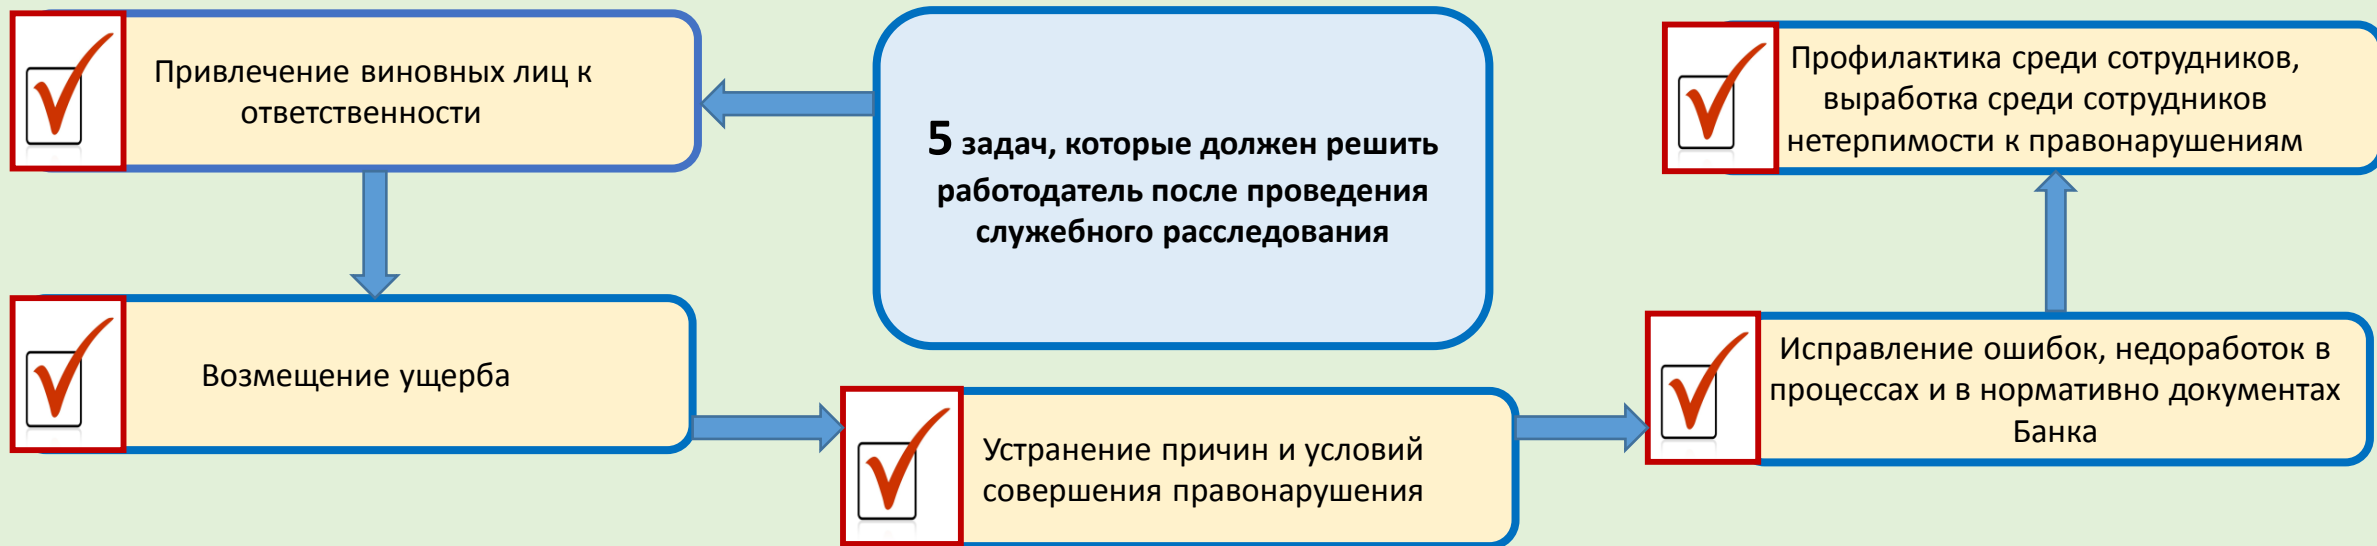 5 задач, которые должен решить
работодатель после проведения
служебного расследования
Привлечение виновных лиц к
ответственности
Возмещение ущерба
Устранение причин и условий
совершения правонарушения
Исправление ошибок, недоработок в
процессах и в нормативно документах
Банка
Профилактика среди сотрудников,
выработка среди сотрудников
нетерпимости к правонарушениям